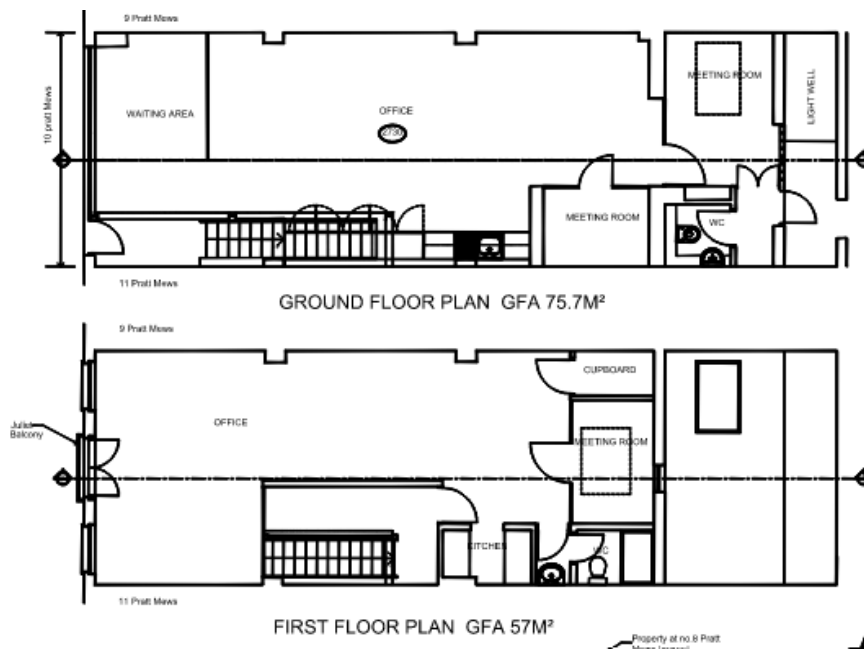 9 Pratt Mews
10 pratt Mews
WAITING AREA
OFFICE
2730
MEETING ROOM
LIGHT WELL
MEETING ROOM
WC
11 Pratt Mews
GROUND FLOOR PLAN GFA 75.7M²
9 Pratt Mews
CUPBOARD
Juliet
Balcony
OFFICE
MEETING ROOM
KITCHEN
WC
11 Pratt Mews
FIRST FLOOR PLAN GFA 57M²
Property at no.8 Pratt
Mews